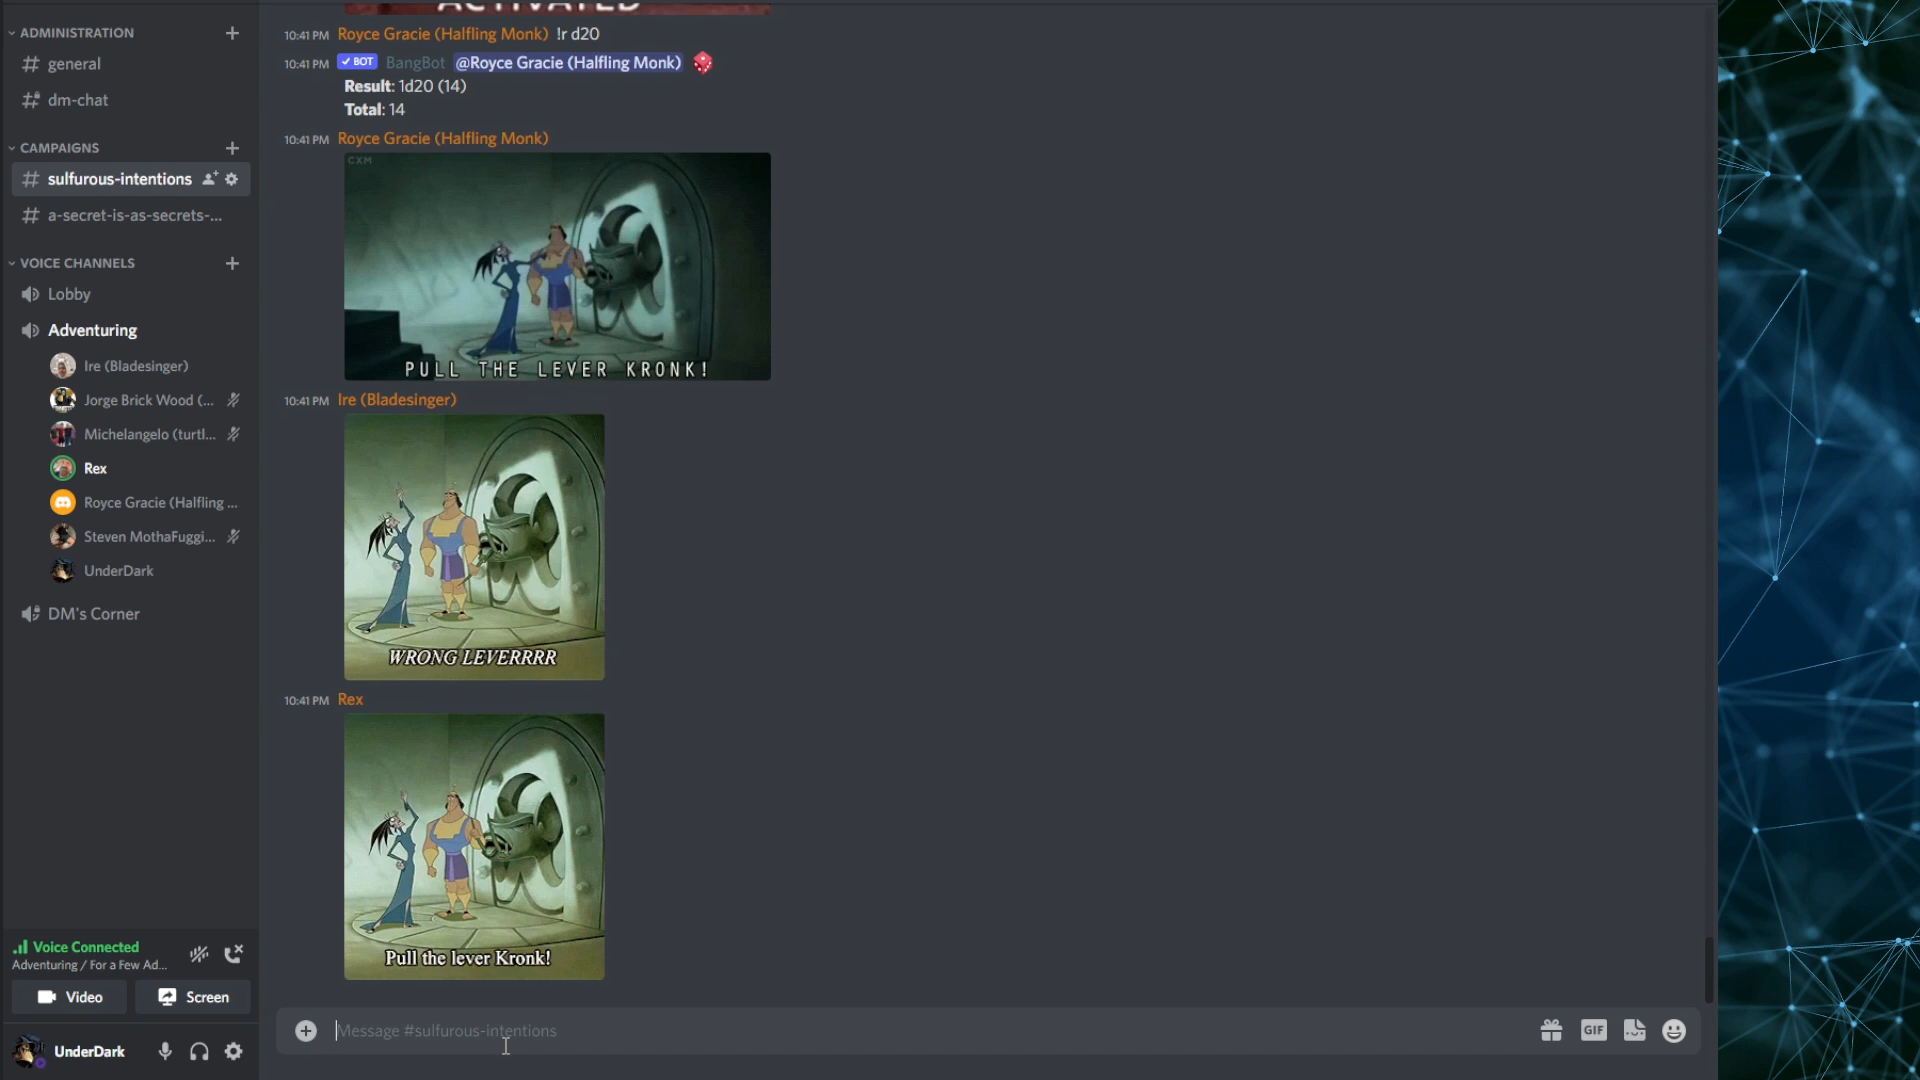 ADMINISTRATION
general
dm-chat
CAMPAIGNS
sulfurous-intentions
a-secret-is-as-secrets-...
VOICE CHANNELS
Lobby
Adventuring
Ire (Bladesinger)
Jorge Brick Wood (...
Michelangelo (turtl...
Rex
Royce Gracie (Halfling ...
Steven MothaFuggi...
UnderDark
DM's Corner
Voice Connected
Adventuring / For a Few Ad...
Video
Screen
UnderDark
ACTIVATED
10:41 PM Royce Gracie (Halfling Monk) !r d20
10:41 PM BOT BangBot @Royce Gracie (Halfling Monk)
Result: 1d20 (14)
Total: 14
10:41 PM Royce Gracie (Halfling Monk)
CXM
PULL THE LEVER KRONK!
10:41 PM Ire (Bladesinger)
WRONG LEVERRRR
10:41 PM Rex
Pull the lever Kronk!
Message #sulfurous-intentions
GIF